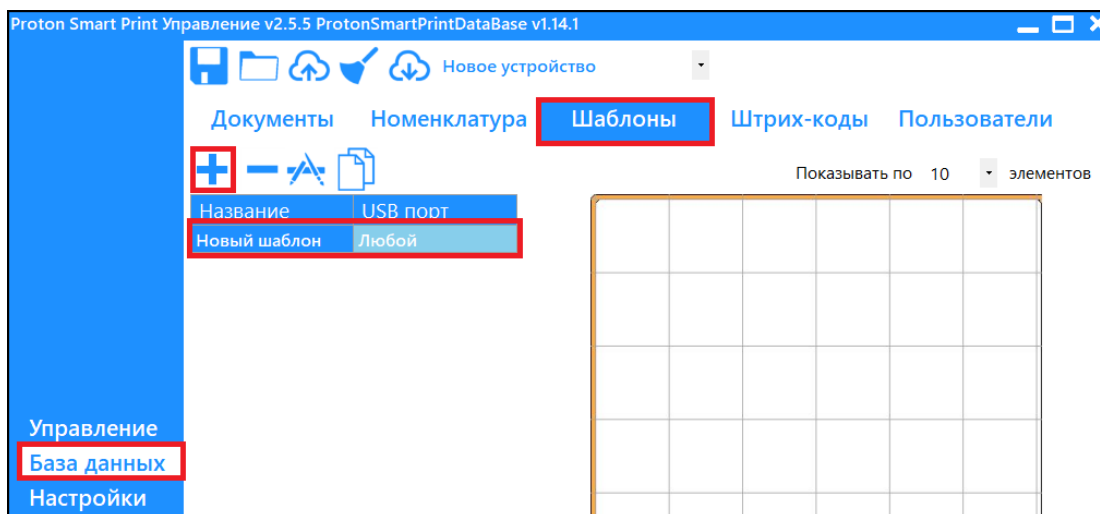 Proton Smart Print Управление v2.5.5 ProtonSmartPrintDataBase v1.14.1
Новое устройство
Документы Номенклатура Шаблоны Штрих-коды Пользователи
Показывать по 10 элементов
Название USB порт
Новый шаблон Любой
Управление
База данных
Настройки